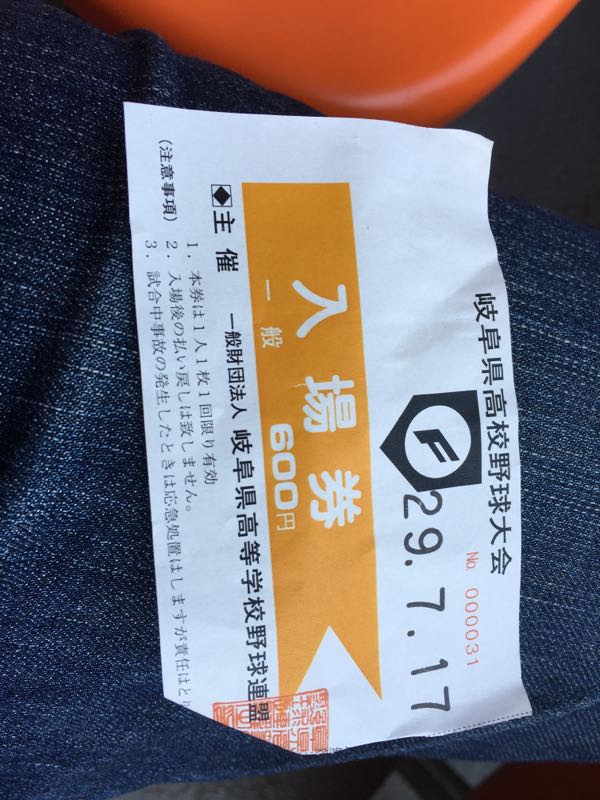 岐阜県高校野球大会
No. 000031
F
29.7.17
入場券
一般 600円
◆主催 一般財団法人 岐阜県高等学校野球連盟
(注意事項)
1. 本券は1人1枚1回限り有効
2. 入場後の払い戻しは致しません。
3. 試合中事故の発生したときは応急処置はしますが責任はと